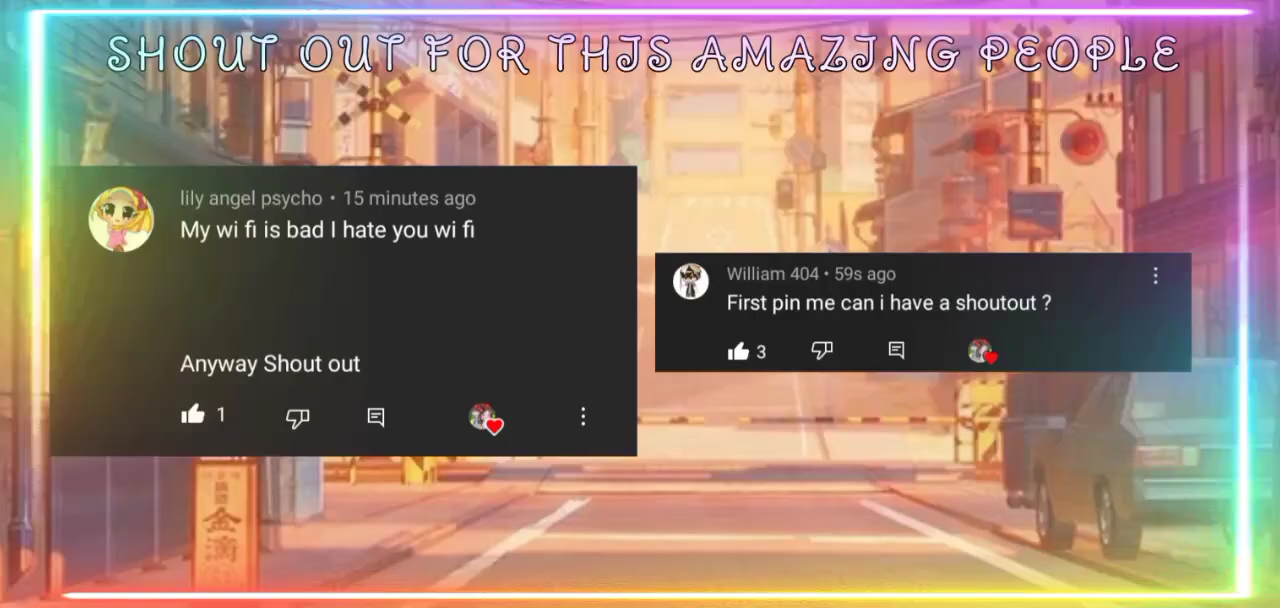 SHOUT OUT FOR THIS AMAZING PEOPLE
lily angel psycho • 15 minutes ago
My wi fi is bad I hate you wi fi
Anyway Shout out
1
William 404 • 59s ago
First pin me can i have a shoutout ?
3
金